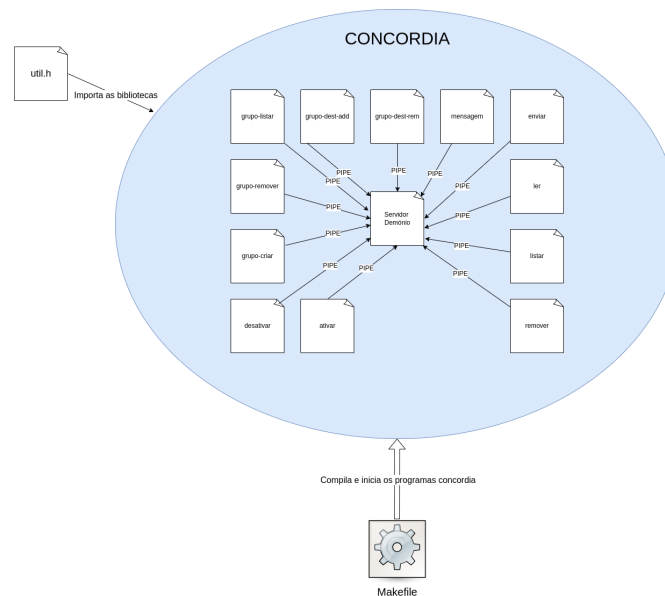 CONCORDIA
util.h
Importa as bibliotecas
grupo-listar
grupo-dest-add
grupo-dest-rem
mensagem
enviar
PIPE
PIPE
PIPE
PIPE
PIPE
grupo-remover
ler
PIPE
PIPE
Servidor
Demónio
grupo-criar
PIPE
PIPE
listar
PIPE
PIPE
PIPE
desativar
ativar
remover
Compila e inicia os programas concordia
Makefile